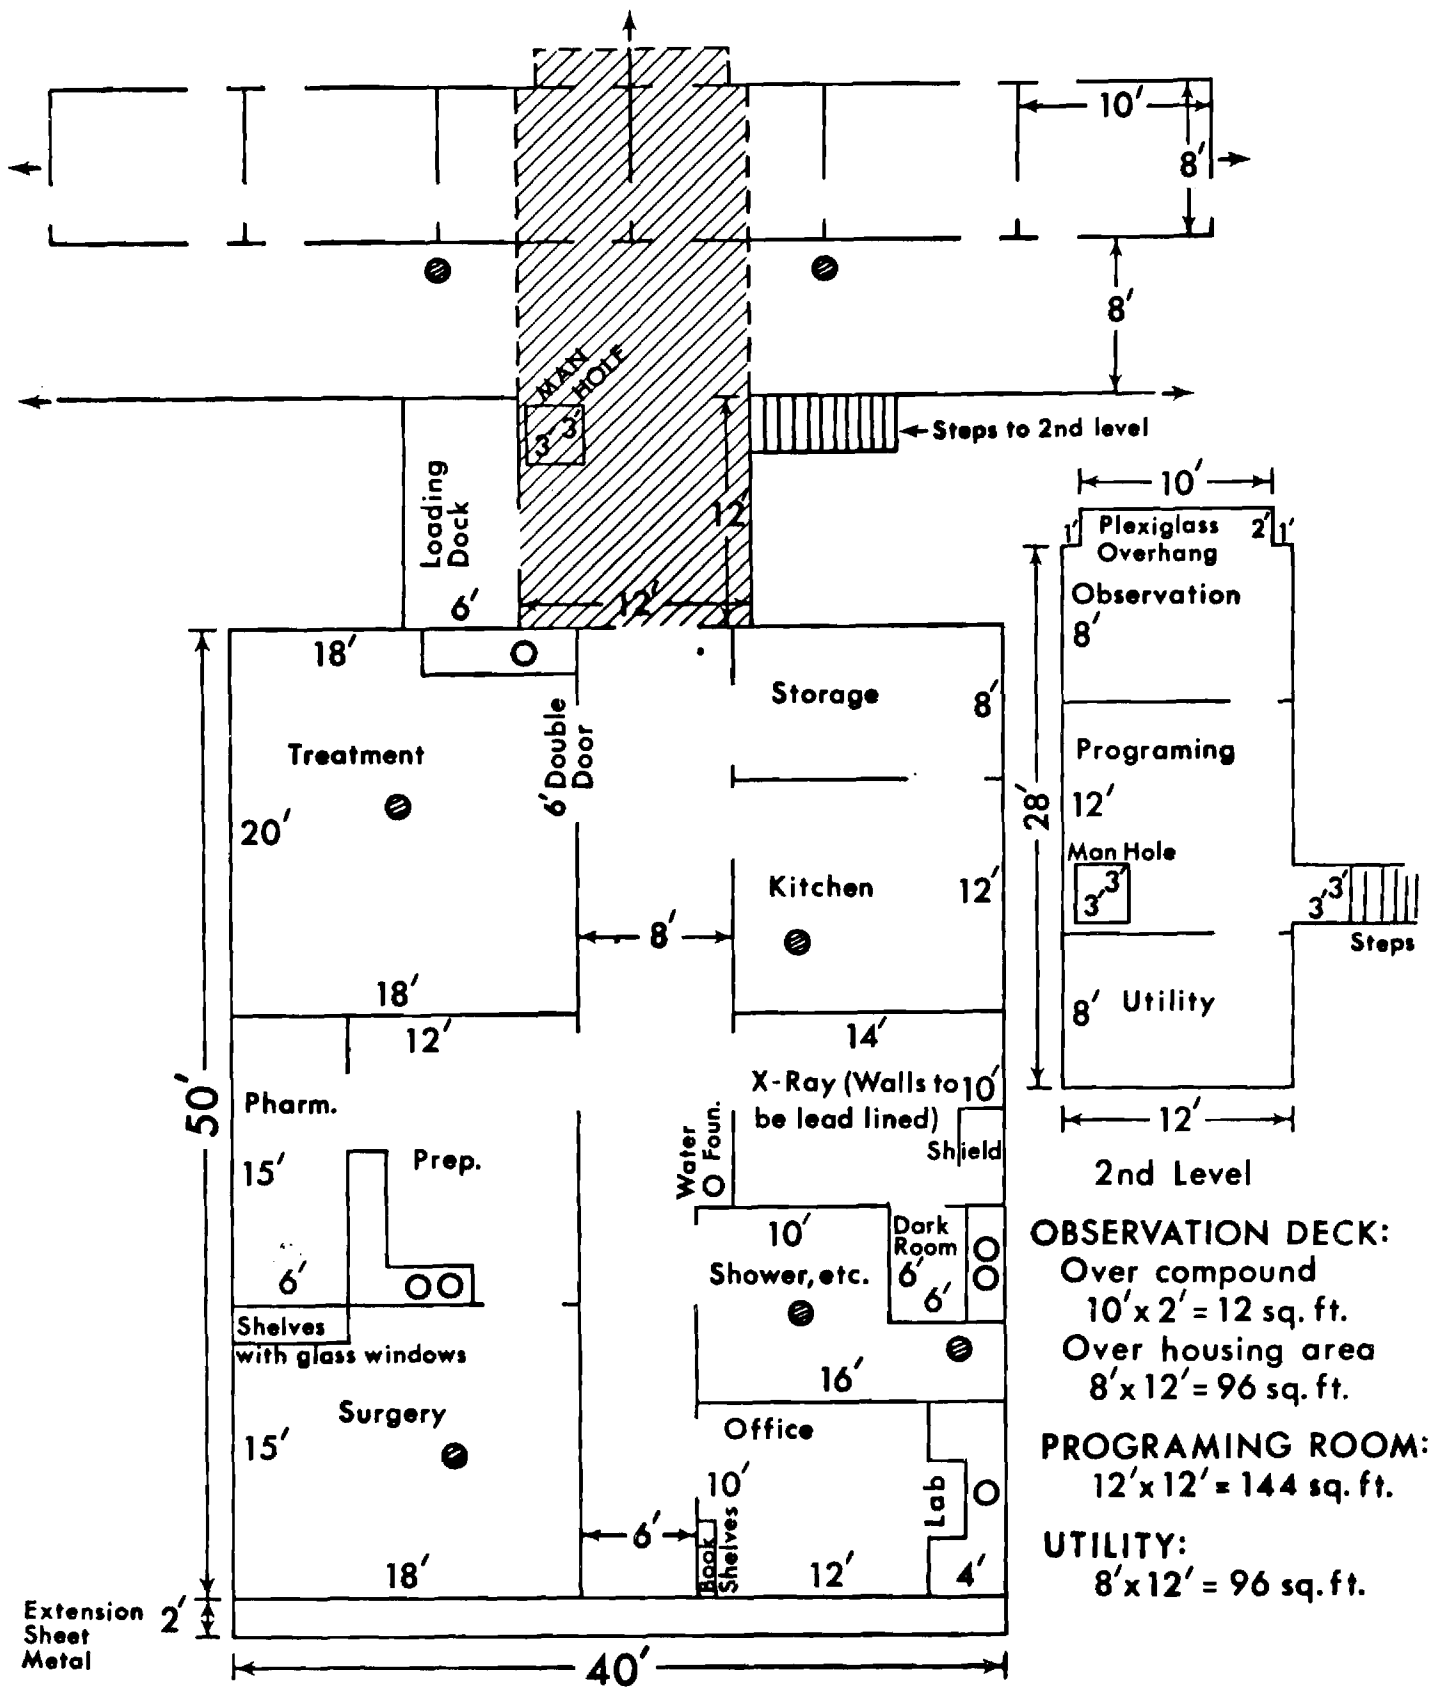 10'
8'
8'
MAN
HOLE
3' 3'
Steps to 2nd level
Loading
Dock
12'
6'
12'
18'
Treatment
20'
18'
6' Double
Door
Storage
8'
Kitchen
12'
8'
50'
12'
Pharm.
15'
Prep.
6'
14'
X-Ray (Walls to
be lead lined)
10'
Shield
Water
Foun.
10'
Dark
Room
6'
6'
Shower, etc.
16'
Shelves
with glass windows
Surgery
15'
18'
6'
Office
10'
Book
Shelves
12'
Lab
4'
Extension
Sheet
Metal
2'
40'
10'
1'
Plexiglass
Overhang
2'
1'
Observation
8'
28'
Programing
12'
Man Hole
3' 3'
3' 3'
Steps
8' Utility
12'
2nd Level
OBSERVATION DECK:
Over compound
10'x 2' = 12 sq. ft.
Over housing area
8'x 12' = 96 sq. ft.
PROGRAMING ROOM:
12'x 12' = 144 sq. ft.
UTILITY:
8'x 12' = 96 sq. ft.